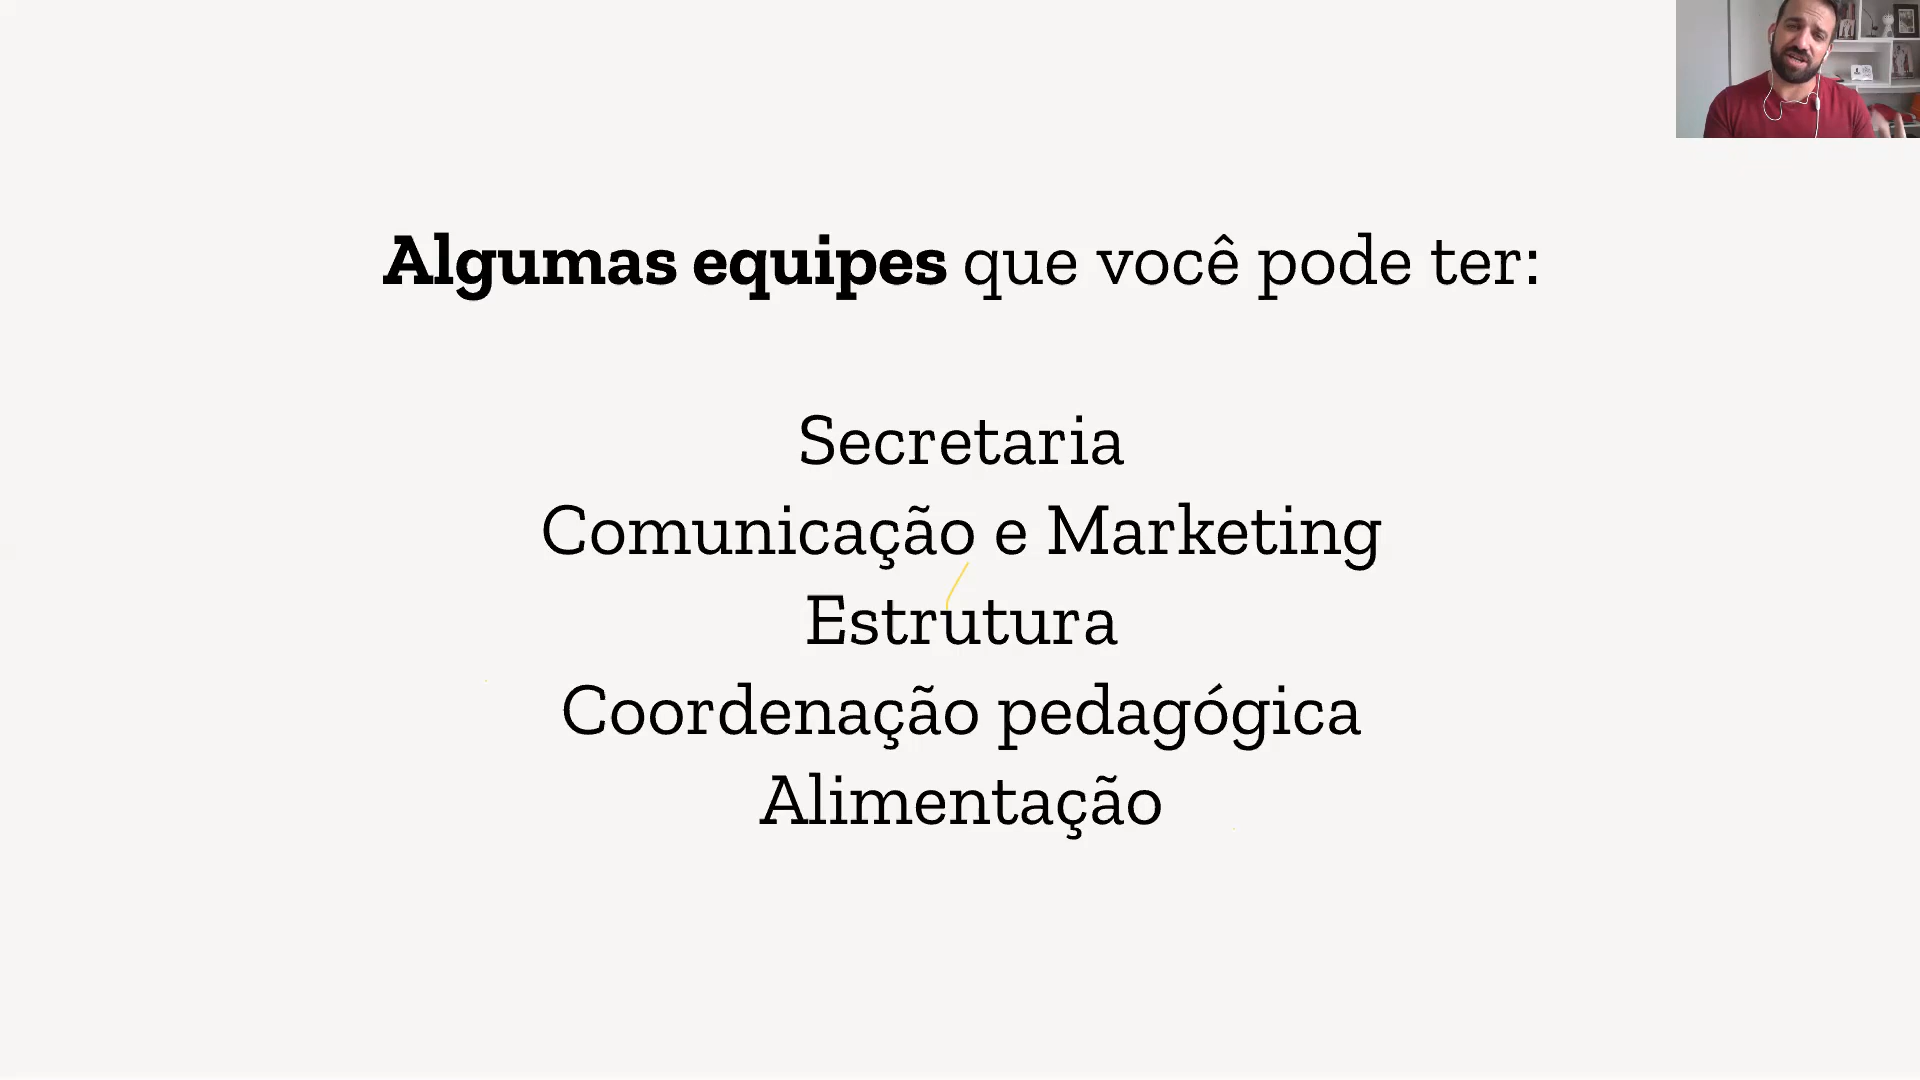 Algumas equipes que você pode ter:
Secretaria
Comunicação e Marketing
Estrutura
Coordenação pedagógica
Alimentação